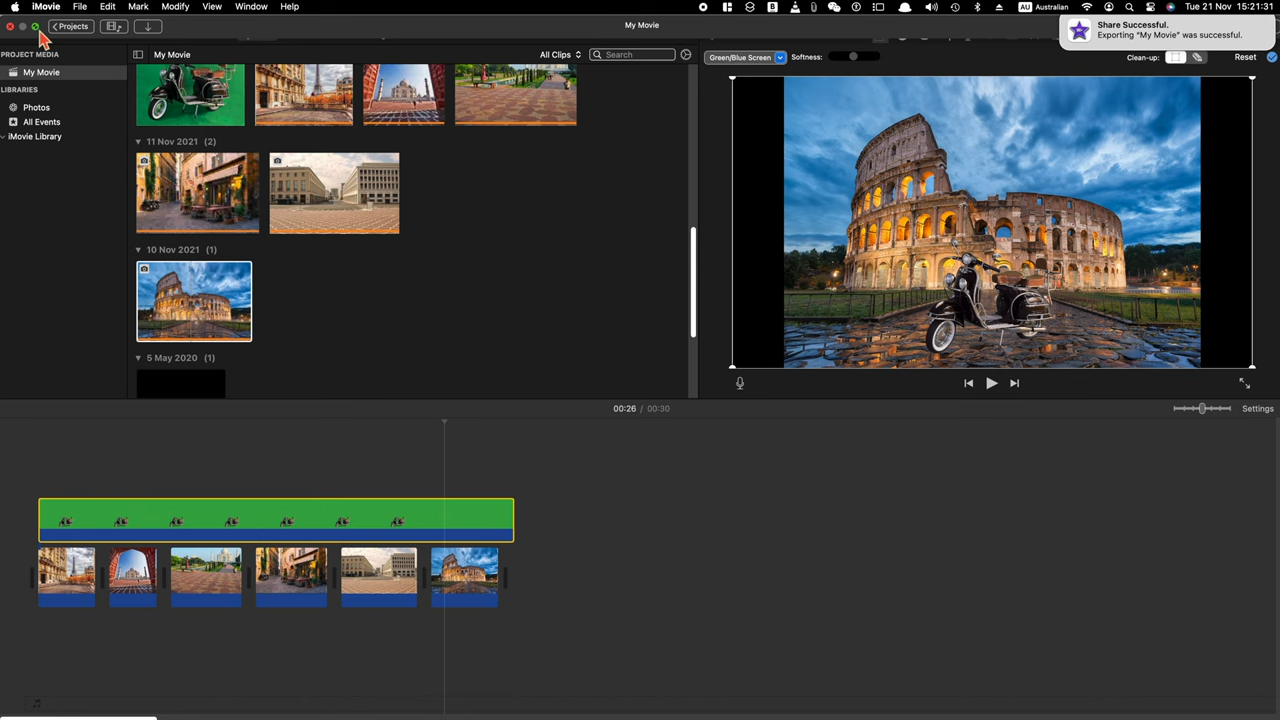 iMovie File Edit Mark Modify View Window Help
Australian Tue 21 Nov 15:21:31
Projects
My Movie
Share Successful.
Exporting “My Movie” was successful.
PROJECT MEDIA
My Movie
LIBRARIES
Photos
All Events
iMovie Library
My Movie All Clips Search
11 Nov 2021 (2)
10 Nov 2021 (1)
5 May 2020 (1)
Green/Blue Screen Softness: Clean-up: Reset
00:26 / 00:30
Settings